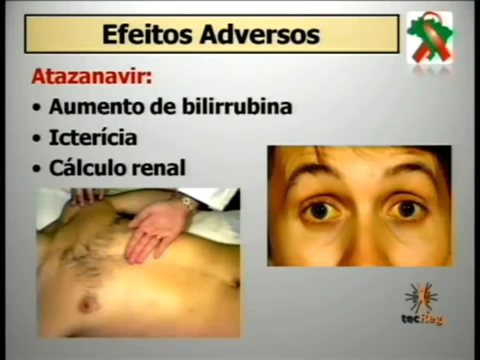 Efeitos Adversos
Atazanavir:
• Aumento de bilirrubina
• Icterícia
• Cálculo renal